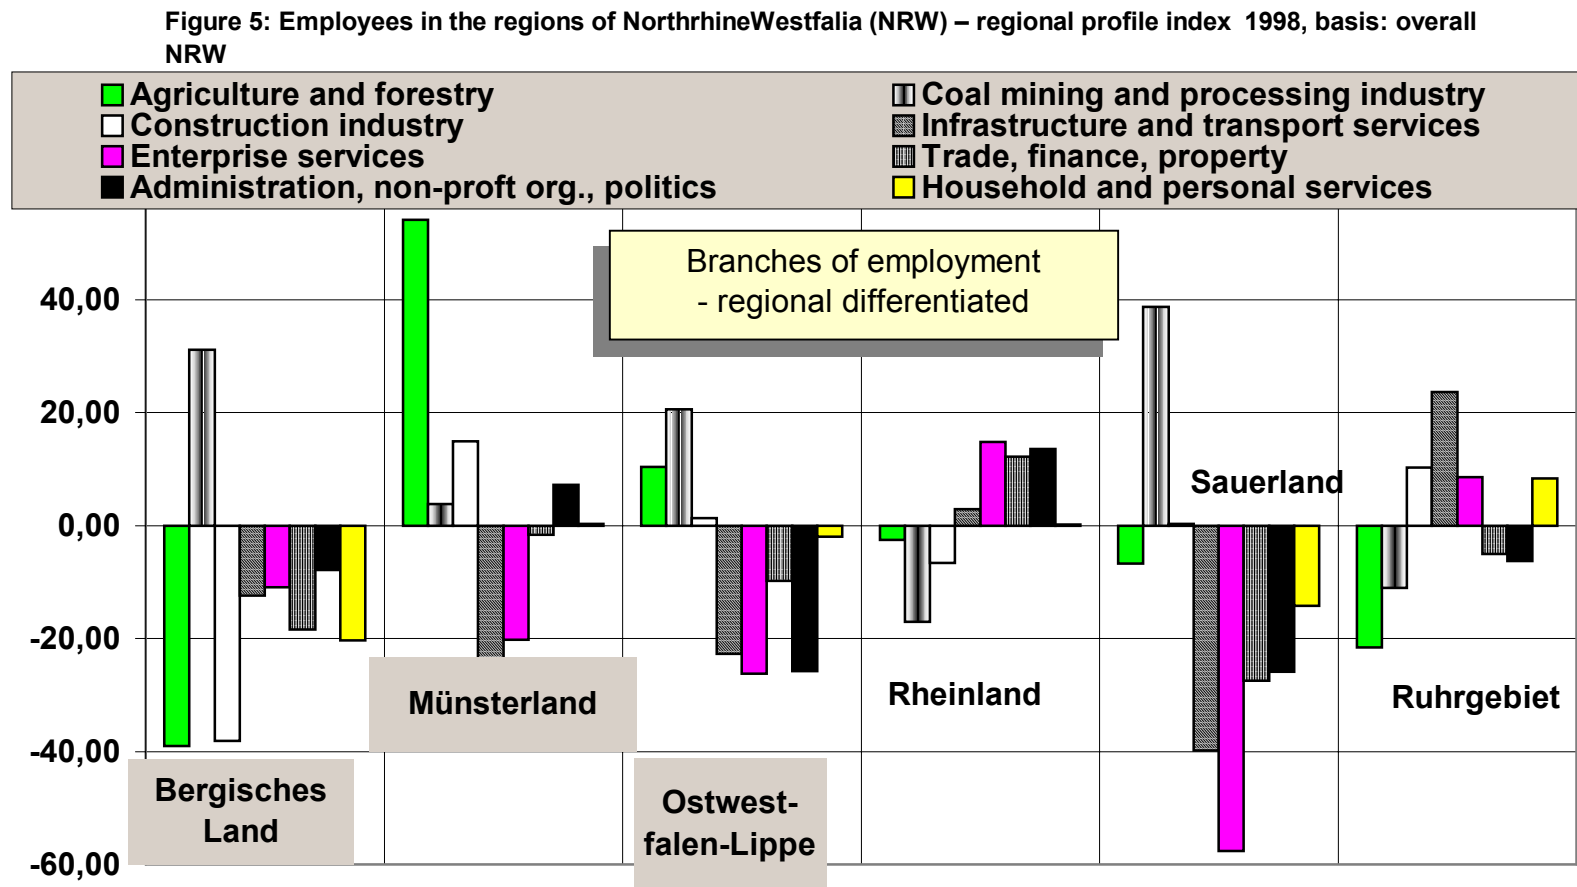 Figure 5: Employees in the regions of NorthrhineWestfalia (NRW) – regional profile index 1998, basis: overall
NRW
Agriculture and forestry
Coal mining and processing industry
Construction industry
Infrastructure and transport services
Enterprise services
Trade, finance, property
Administration, non-proft org., politics
Household and personal services
Branches of employment
- regional differentiated
40,00
20,00
0,00
-20,00
-40,00
-60,00
Bergisches
Land
Münsterland
Ostwest-
falen-Lippe
Rheinland
Sauerland
Ruhrgebiet